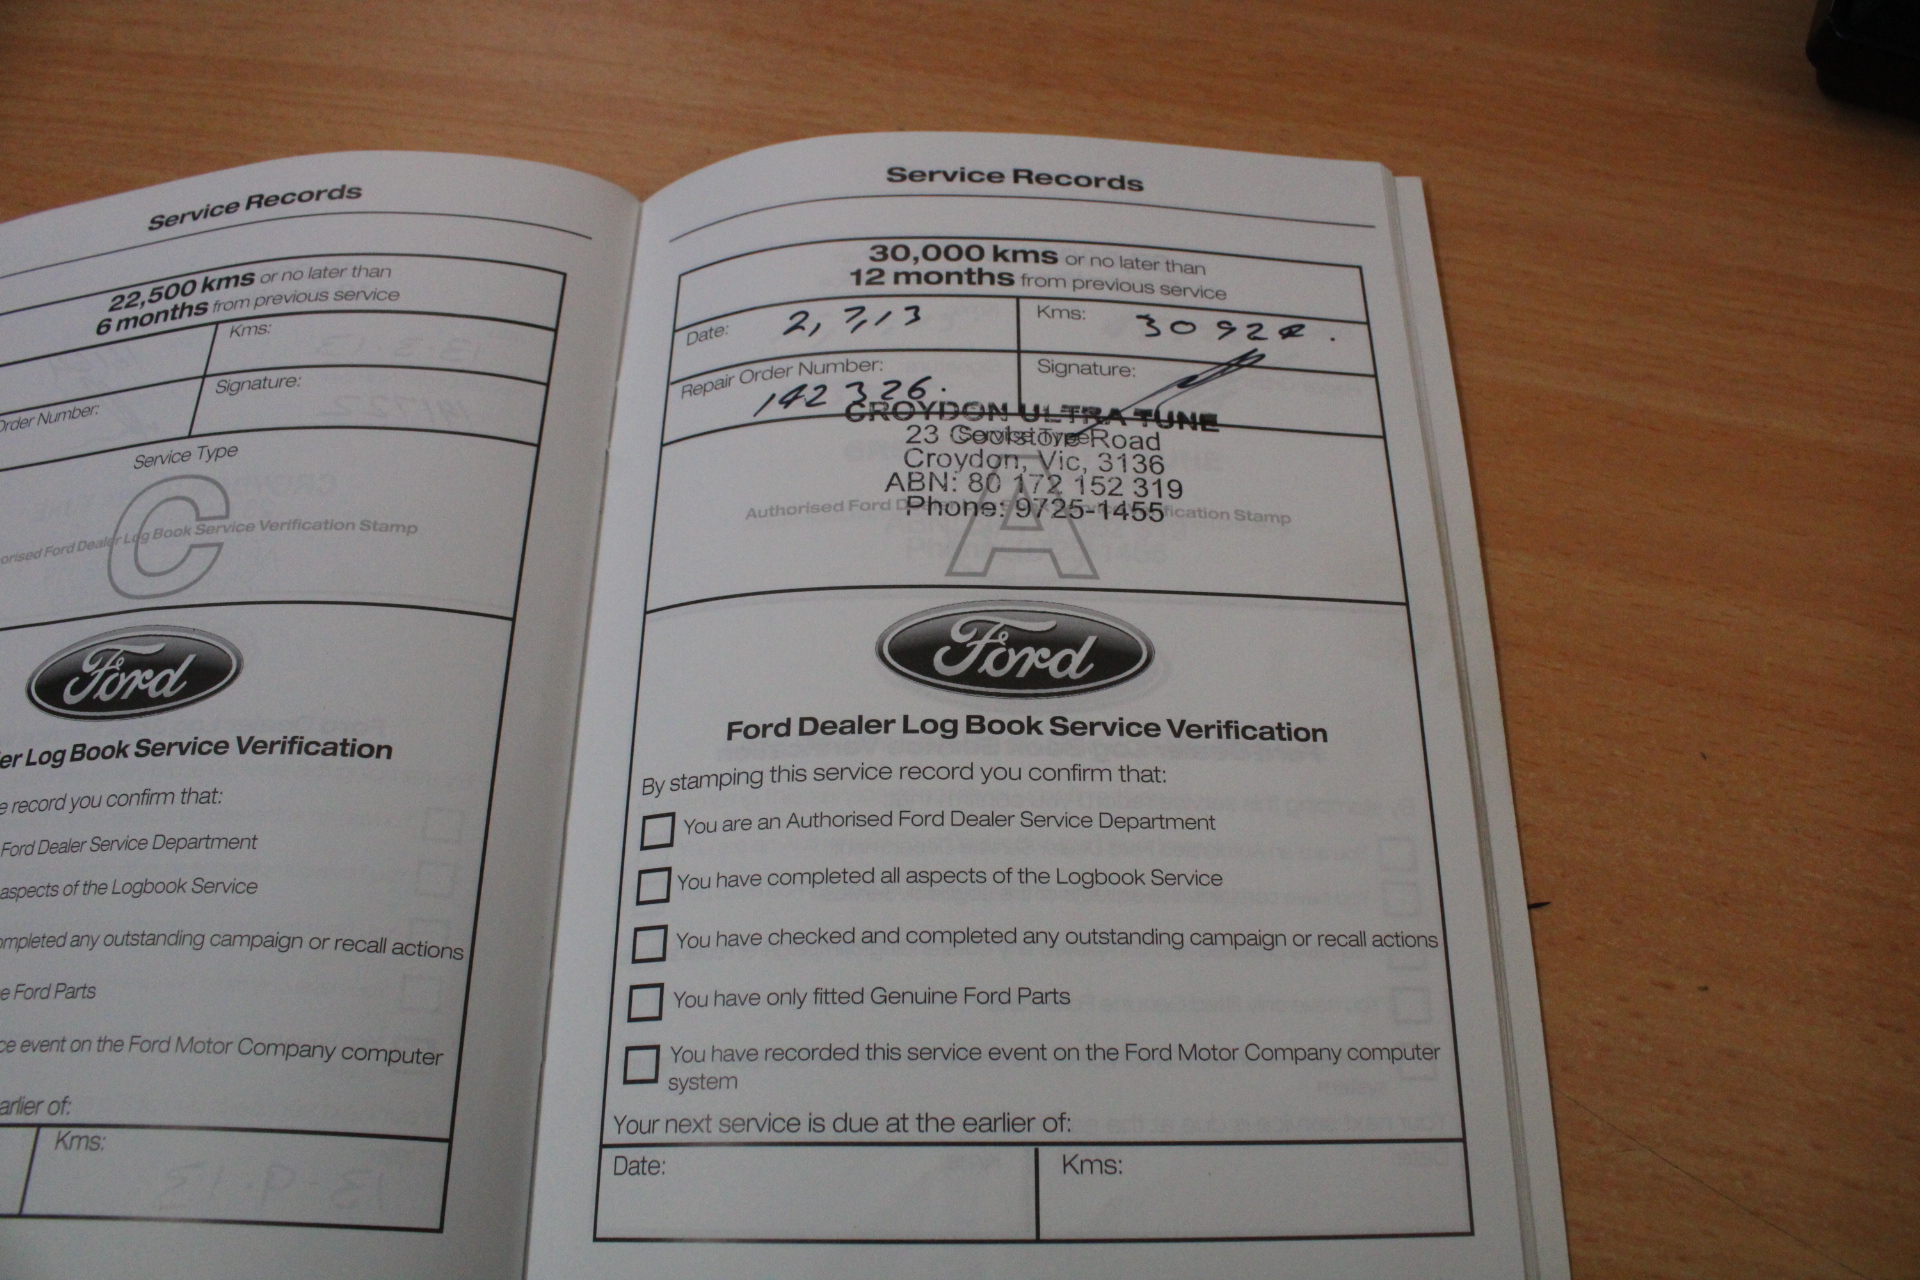 Service Records
22,500 kms or no later than
6 months from previous service
Kms:
Order Number:
Signature:
Service Type
C
orised Ford Dealer Log Book Service Verification Stamp
Ford
er Log Book Service Verification
e record you confirm that:
Ford Dealer Service Department
aspects of the Logbook Service
ompleted any outstanding campaign or recall actions
e Ford Parts
ce event on the Ford Motor Company computer
arlier of:
Kms:
Service Records
30,000 kms or no later than
12 months from previous service
Date: 2,7,13
Kms: 3092
Repair Order Number:
142326.
Signature:
CROYDON ULTRA TUNE
Service Type
23 Coolstore Road
Croydon, Vic, 3136
ABN: 80 172 152 319
Phone: 9725-1455
Authorised Ford D ification Stamp
A
Ford
Ford Dealer Log Book Service Verification
By stamping this service record you confirm that:
You are an Authorised Ford Dealer Service Department
You have completed all aspects of the Logbook Service
You have checked and completed any outstanding campaign or recall actions
You have only fitted Genuine Ford Parts
You have recorded this service event on the Ford Motor Company computer
system
Your next service is due at the earlier of:
Date:
Kms: